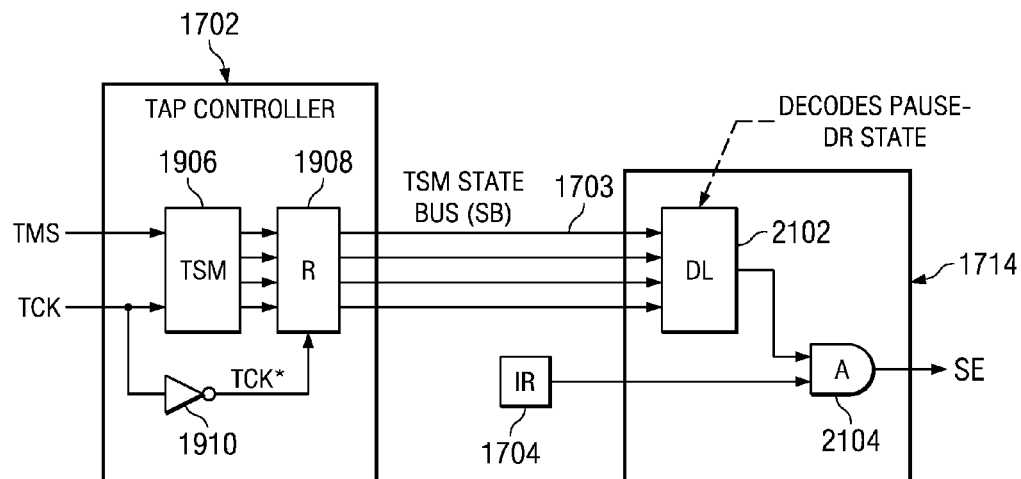 1702
TAP CONTROLLER
1906
1908
TMS
TCK
TSM
R
TCK*
1910
TSM STATE
BUS (SB)
1703
DECODES PAUSE-
DR STATE
DL
2102
1714
IR
1704
A
2104
SE